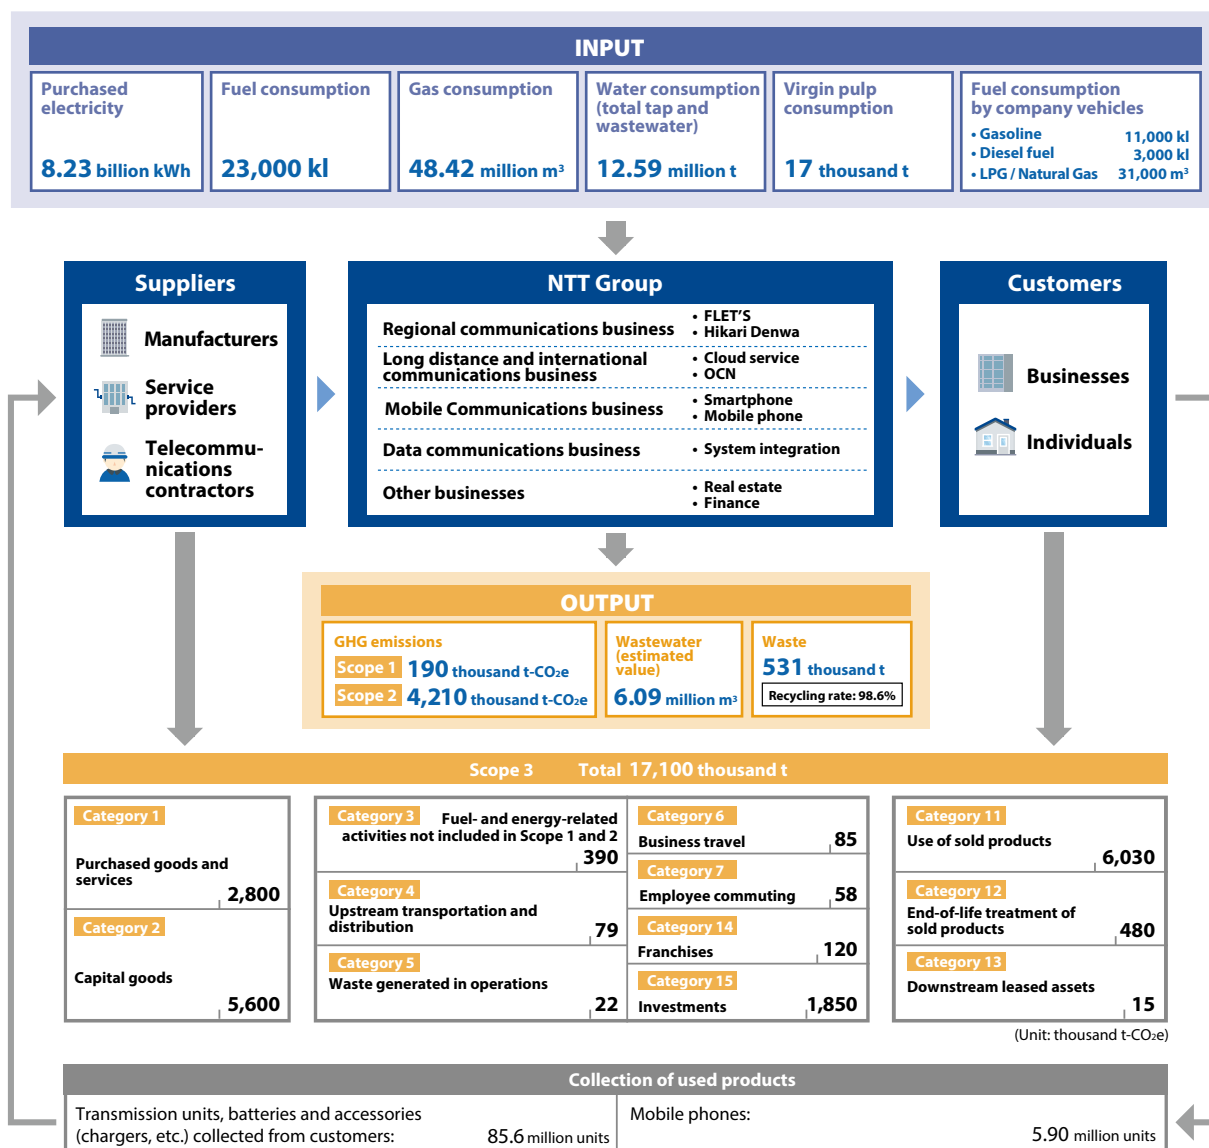 INPUT
Purchased
electricity
8.23 billion kWh
Fuel consumption
23,000 kl
Gas consumption
48.42 million m³
Water consumption
(total tap and
wastewater)
12.59 million t
Virgin pulp
consumption
17 thousand t
Fuel consumption
by company vehicles
• Gasoline 11,000 kl
• Diesel fuel 3,000 kl
• LPG / Natural Gas 31,000 m³
Suppliers
Manufacturers
Service
providers
Telecommu-
nications
contractors
NTT Group
Regional communications business
• FLET'S
• Hikari Denwa
Long distance and international
communications business
• Cloud service
• OCN
Mobile Communications business
• Smartphone
• Mobile phone
Data communications business
• System integration
Other businesses
• Real estate
• Finance
Customers
Businesses
Individuals
OUTPUT
GHG emissions
Scope 1 190 thousand t-CO₂e
Scope 2 4,210 thousand t-CO₂e
Wastewater
(estimated
value)
6.09 million m³
Waste
531 thousand t
Recycling rate: 98.6%
Scope 3 Total 17,100 thousand t
Category 1
Purchased goods and
services
2,800
Category 2
Capital goods
5,600
Category 3 Fuel- and energy-related
activities not included in Scope 1 and 2
390
Category 4
Upstream transportation and
distribution
79
Category 5
Waste generated in operations
22
Category 6
Business travel 85
Category 7
Employee commuting 58
Category 14
Franchises 120
Category 15
Investments 1,850
Category 11
Use of sold products
6,030
Category 12
End-of-life treatment of
sold products 480
Category 13
Downstream leased assets
15
(Unit: thousand t-CO₂e)
Collection of used products
Transmission units, batteries and accessories
(chargers, etc.) collected from customers: 85.6 million units
Mobile phones:
5.90 million units